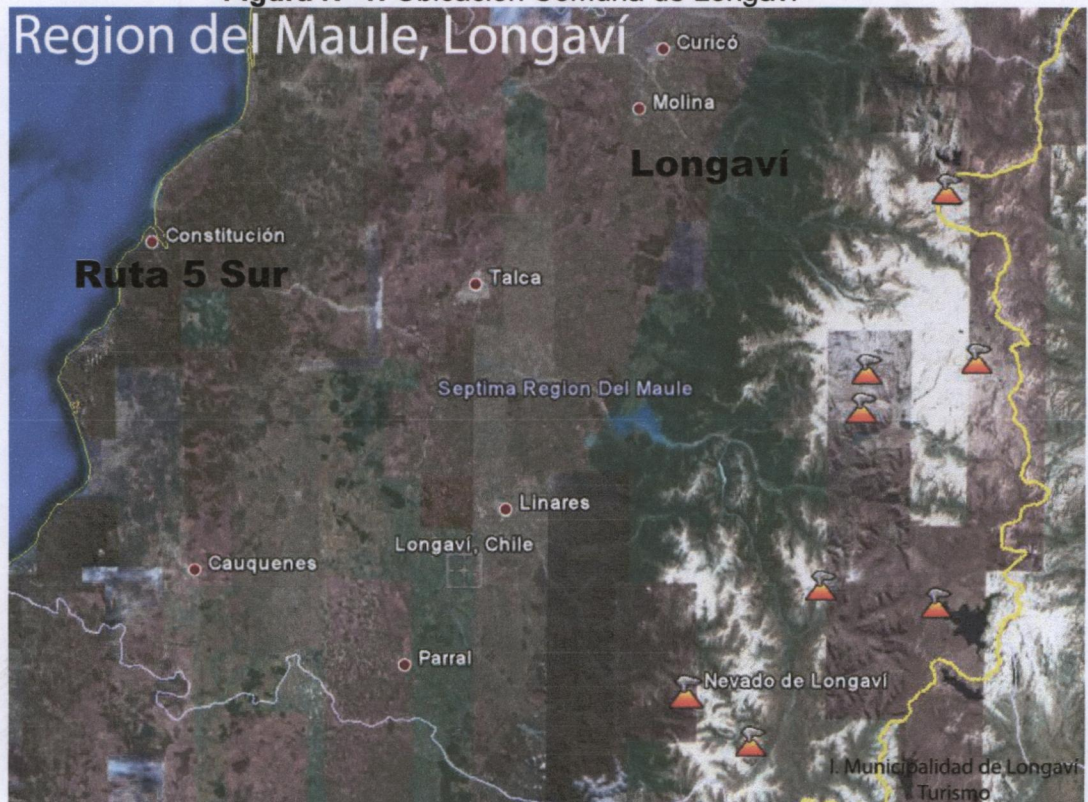 Region del Maule, Longaví
Curicó
Molina
Longaví
Constitución
Ruta 5 Sur
Talca
Septima Region Del Maule
Linares
Longaví, Chile
Cauquenes
Parral
Nevado de Longaví
I. Municipalidad de Longaví
Turismo